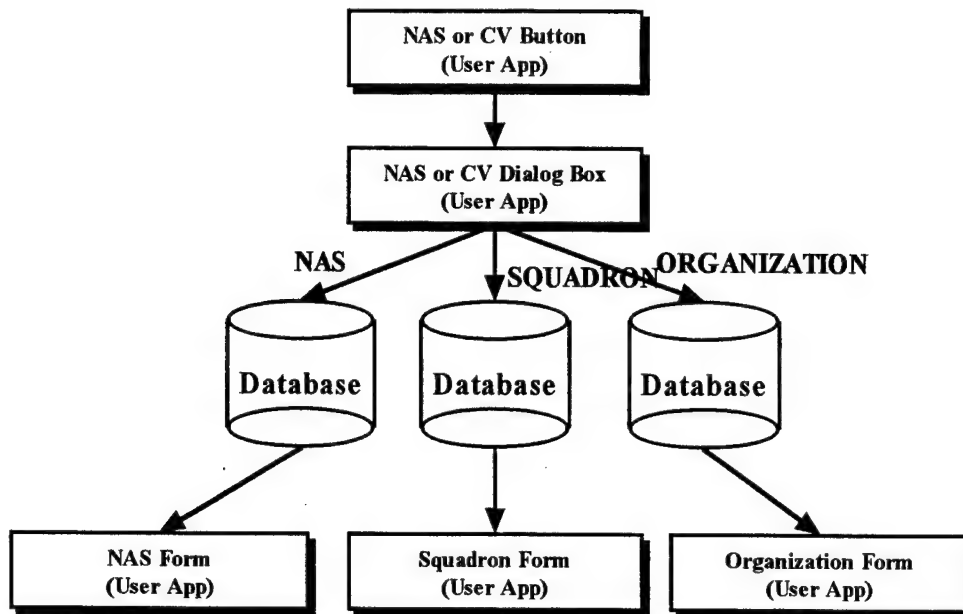 NAS or CV Button
(User App)
NAS or CV Dialog Box
(User App)
NAS
SQUADRON
ORGANIZATION
Database
Database
Database
NAS Form
(User App)
Squadron Form
(User App)
Organization Form
(User App)